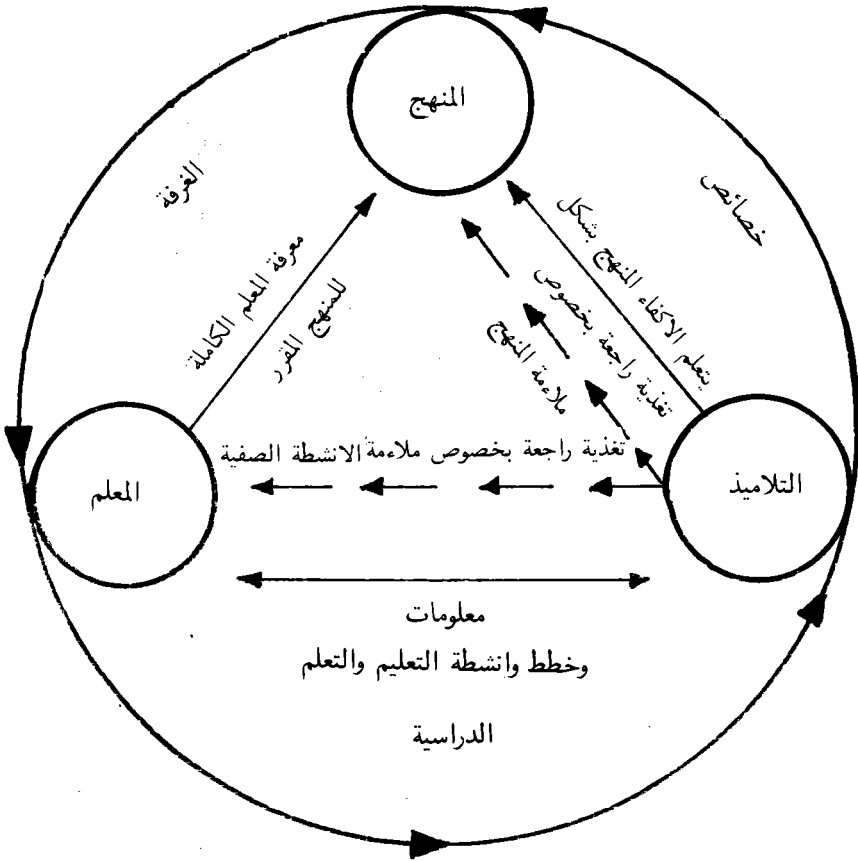 المنهج
خصائص
الغرفة
يتعلم الاكفاء المنهج بشكل
معرفة المعلم الكاملة
للمنهج المقرر
تغذية راجعة بخصوص
ملاءمة المنهج
تغذية راجعة بخصوص ملاءمة الانشطة الصفية
التلاميذ
المعلم
معلومات
وخطط وانشطة التعليم والتعلم
الدراسية